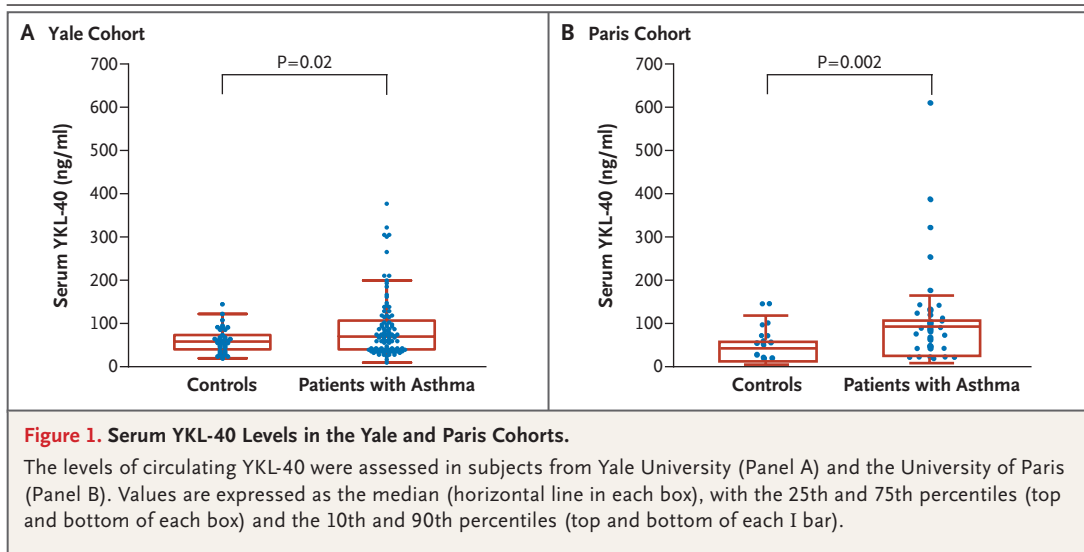 A Yale Cohort
P=0.02
Serum YKL-40 (ng/ml)
700
600
500
400
300
200
100
0
Controls
Patients with Asthma
B Paris Cohort
P=0.002
Serum YKL-40 (ng/ml)
700
600
500
400
300
200
100
0
Controls
Patients with Asthma
Figure 1. Serum YKL-40 Levels in the Yale and Paris Cohorts.
The levels of circulating YKL-40 were assessed in subjects from Yale University (Panel A) and the University of Paris
(Panel B). Values are expressed as the median (horizontal line in each box), with the 25th and 75th percentiles (top
and bottom of each box) and the 10th and 90th percentiles (top and bottom of each I bar).